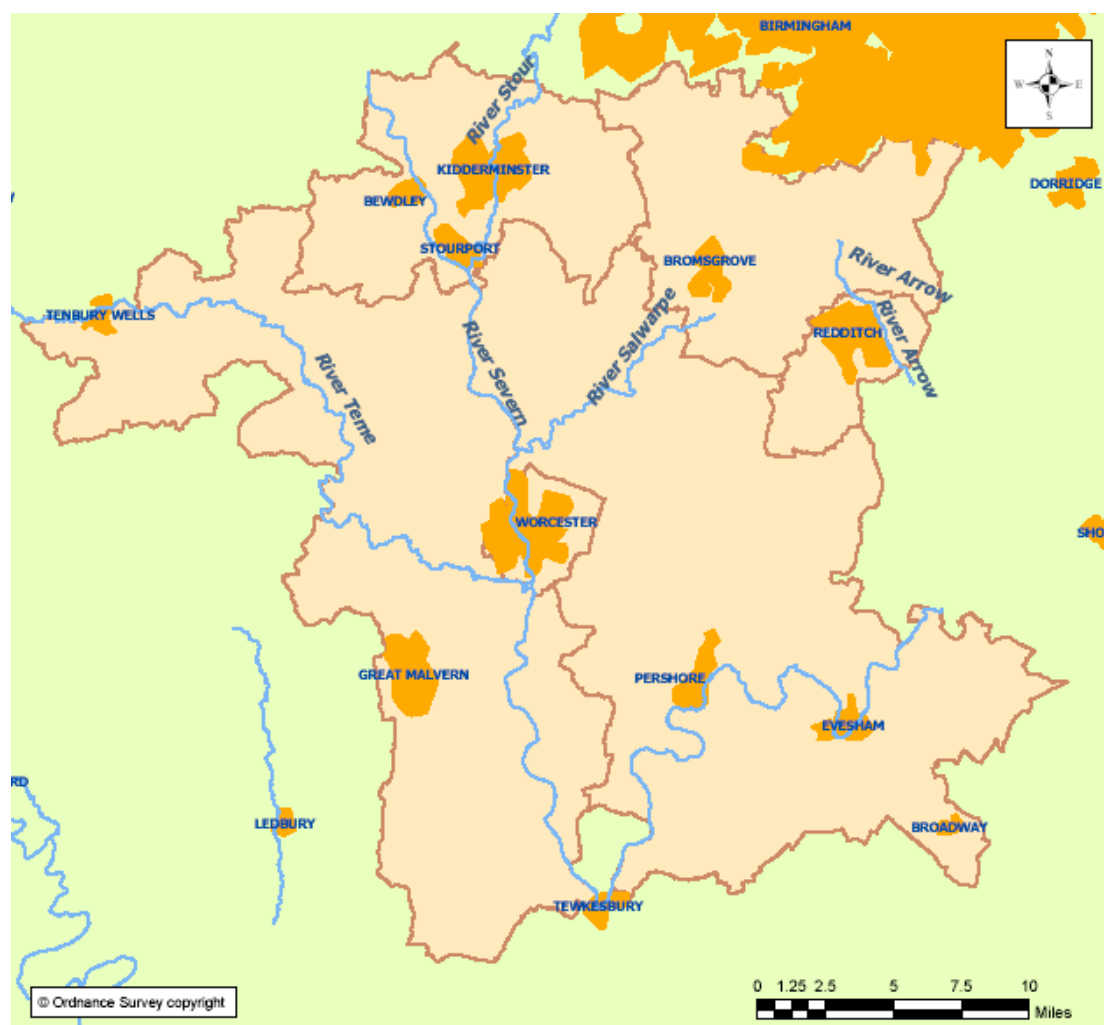 BIRMINGHAM
N
W E
S
River Stour
KIDDERMINSTER
DORRIDGE
BEWDLEY
STOURPORT
BROMSGROVE
River Arrow
TENBURY WELLS
River Teme
River Severn
River Salwarpe
REDDITCH
River Arrow
WORCESTER
SHO
GREAT MALVERN
PERSHORE
EVESHAM
RD
LEDBURY
BROADWAY
TEWKESBURY
© Ordnance Survey copyright
0 1.25 2.5 5 7.5 10
Miles